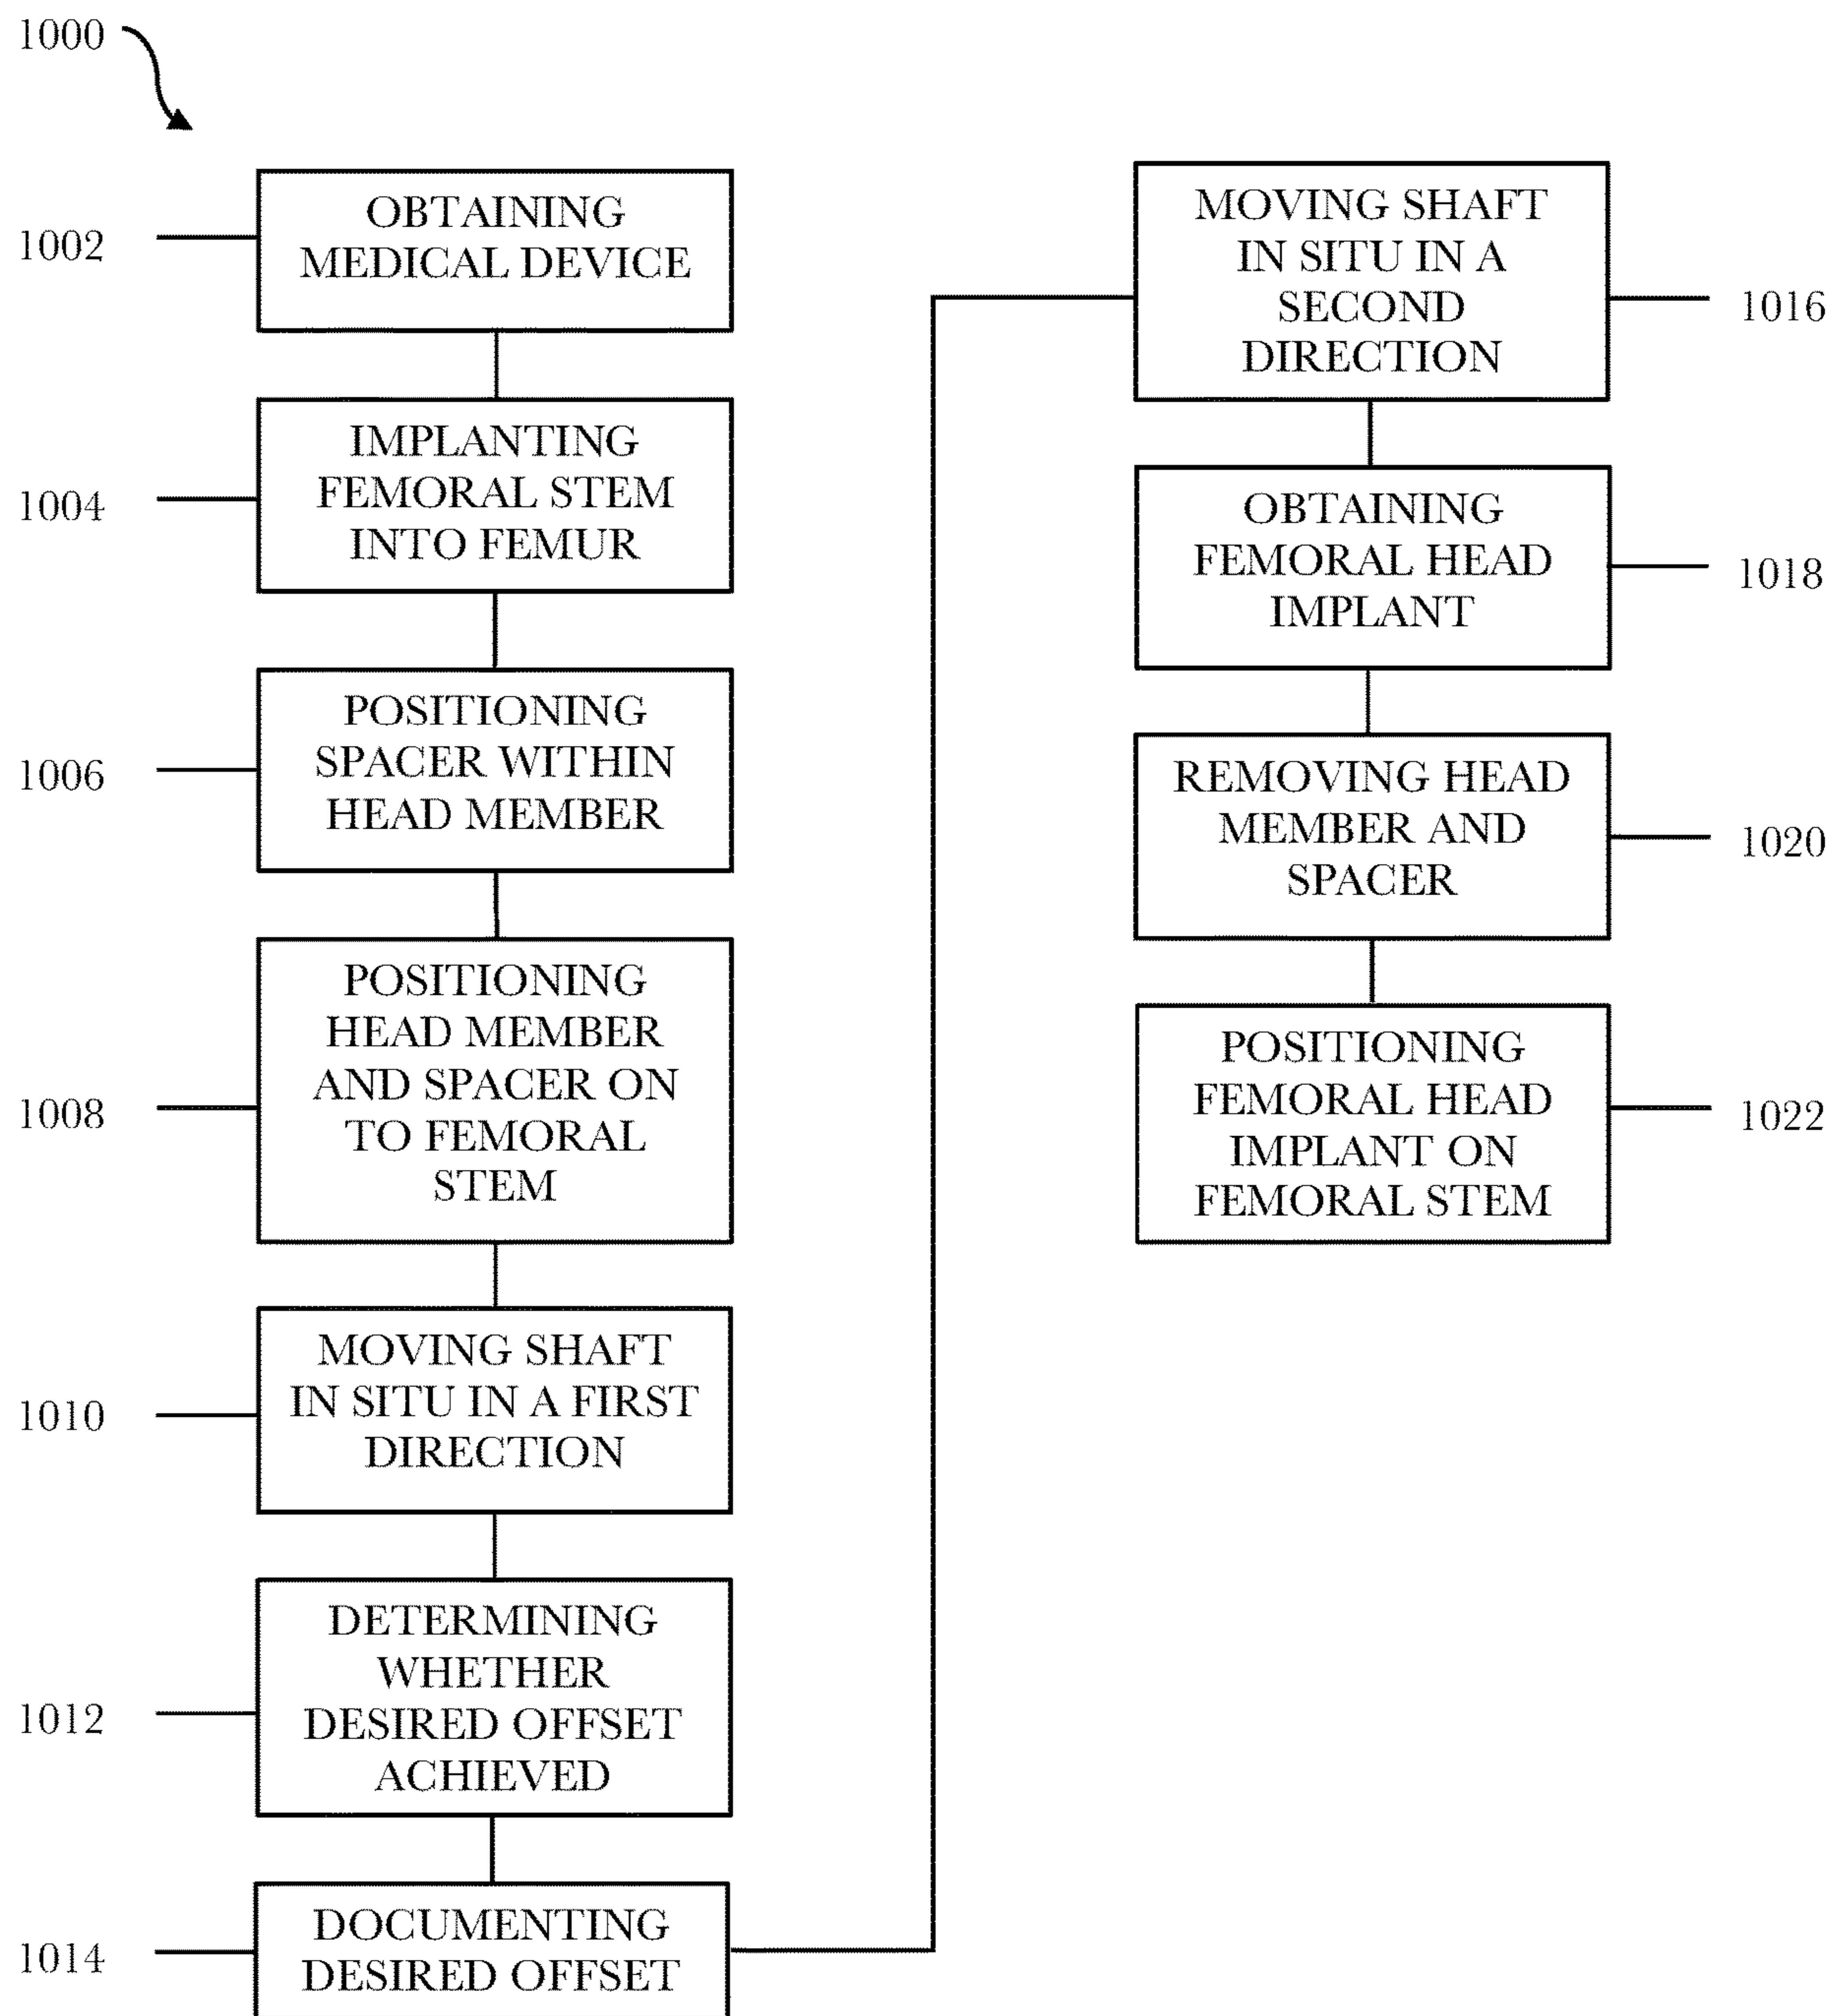 1000
1002
OBTAINING
MEDICAL DEVICE
1004
IMPLANTING
FEMORAL STEM
INTO FEMUR
1006
POSITIONING
SPACER WITHIN
HEAD MEMBER
1008
POSITIONING
HEAD MEMBER
AND SPACER ON
TO FEMORAL
STEM
1010
MOVING SHAFT
IN SITU IN A FIRST
DIRECTION
1012
DETERMINING
WHETHER
DESIRED OFFSET
ACHIEVED
1014
DOCUMENTING
DESIRED OFFSET
MOVING SHAFT
IN SITU IN A
SECOND
DIRECTION
1016
OBTAINING
FEMORAL HEAD
IMPLANT
1018
REMOVING HEAD
MEMBER AND
SPACER
1020
POSITIONING
FEMORAL HEAD
IMPLANT ON
FEMORAL STEM
1022